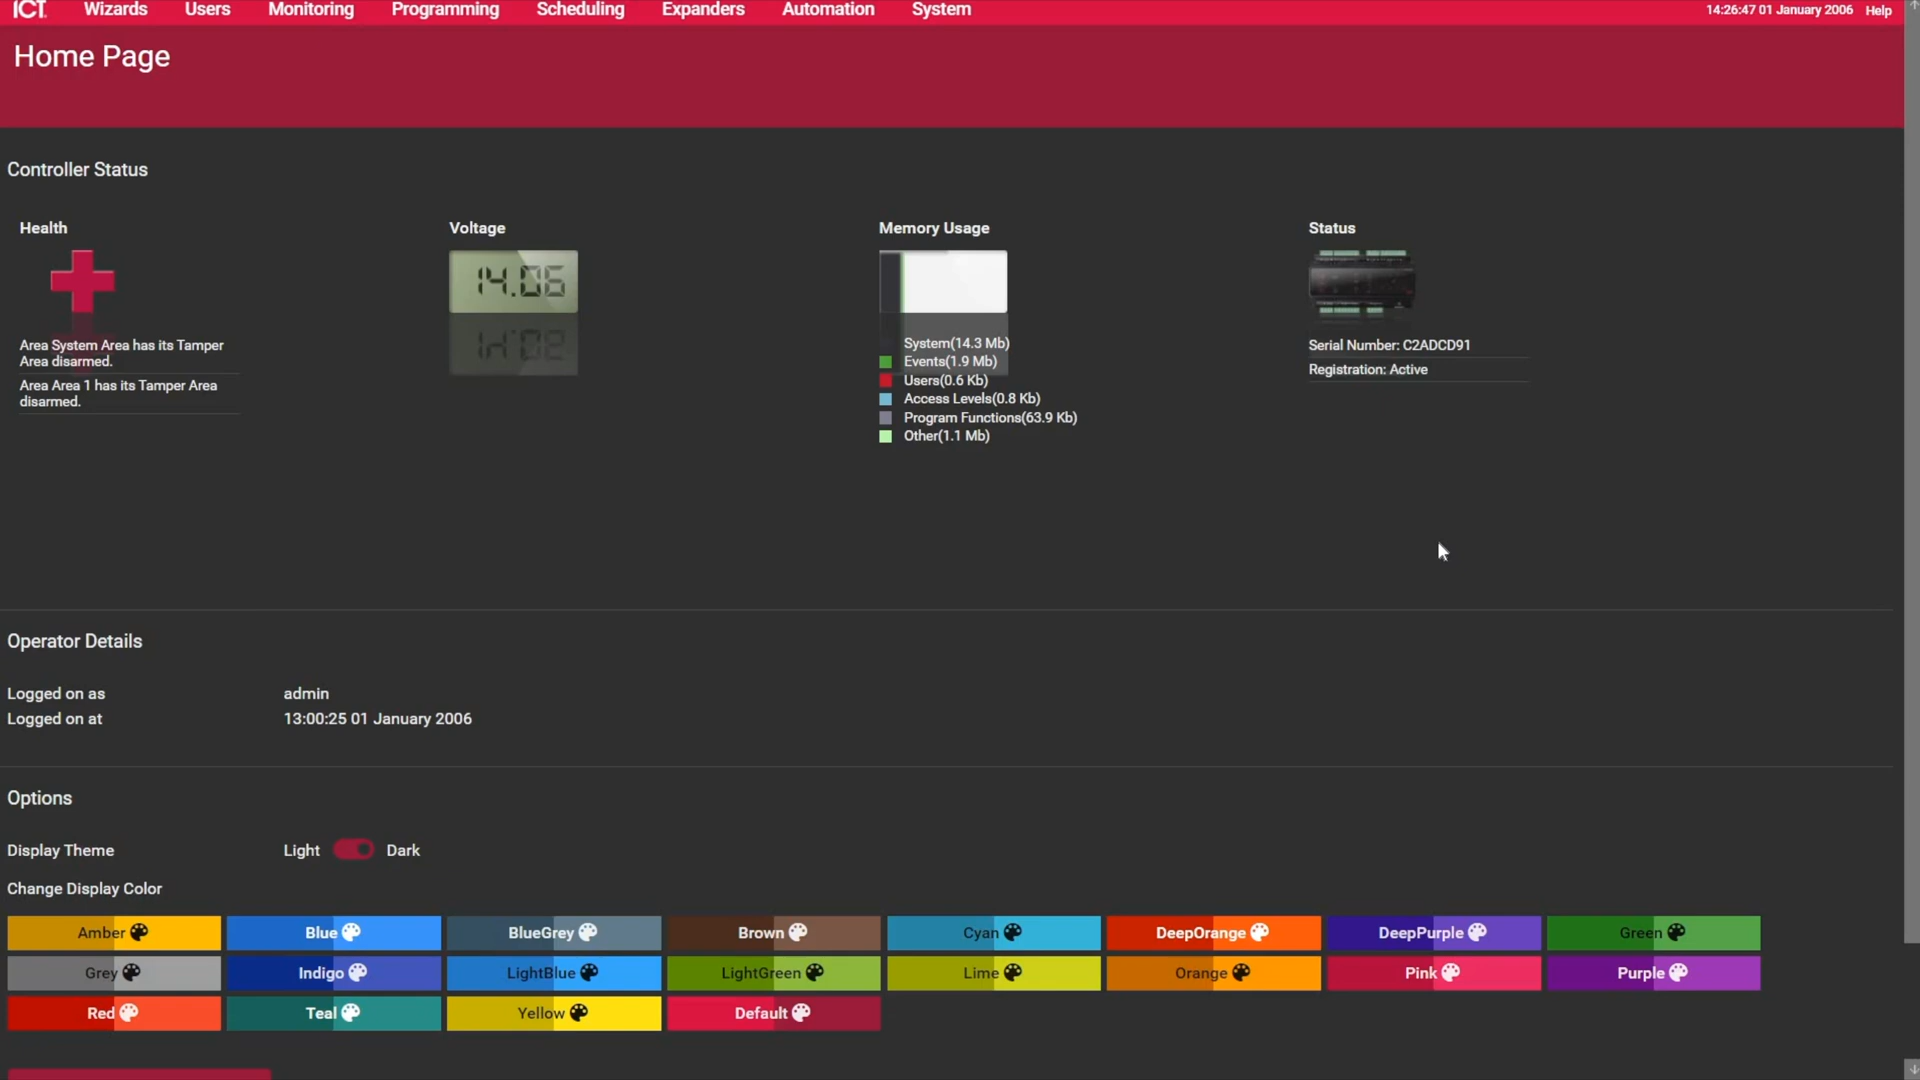 ICT Wizards Users Monitoring Programming Scheduling Expanders Automation System 14:26:47 01 January 2006 Help
Home Page
Controller Status
Health Voltage Memory Usage Status
14.06
Area System Area has its Tamper
Area disarmed.
Area Area 1 has its Tamper Area
disarmed.
System(14.3 Mb)
Events(1.9 Mb)
Users(0.6 Kb)
Access Levels(0.8 Kb)
Program Functions(63.9 Kb)
Other(1.1 Mb)
Serial Number: C2ADCD91
Registration: Active
Operator Details
Logged on as admin
Logged on at 13:00:25 01 January 2006
Options
Display Theme Light Dark
Change Display Color
Amber Blue BlueGrey Brown Cyan DeepOrange DeepPurple Green
Grey Indigo LightBlue LightGreen Lime Orange Pink Purple
Red Teal Yellow Default